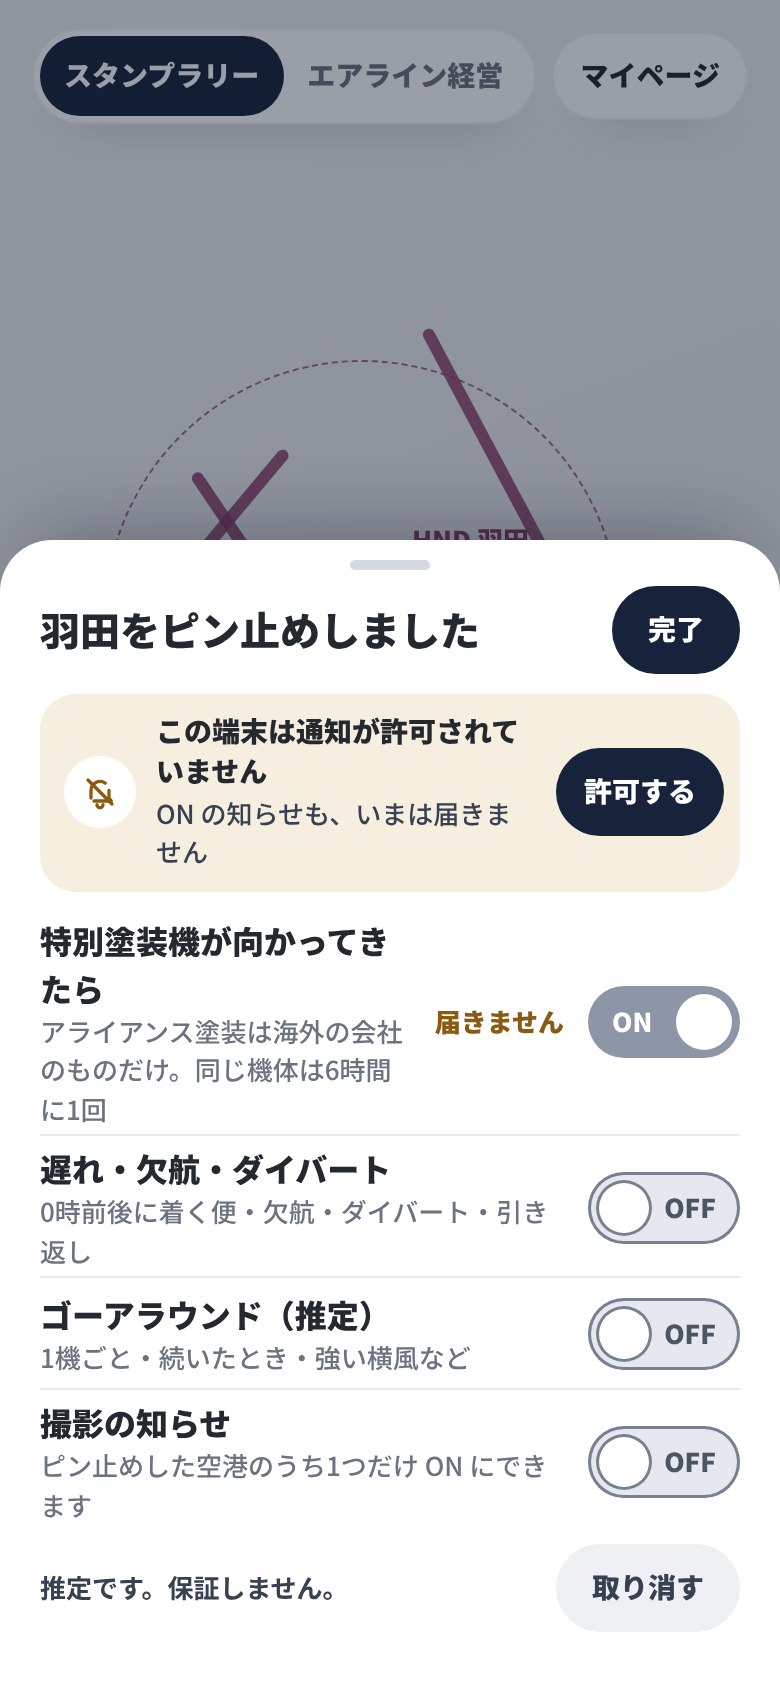 スタンプラリー
エアライン経営
マイページ
HND 羽田
羽田をピン止めしました
完了
この端末は通知が許可されて
いません
ON の知らせも、いまは届きま
せん
許可する
特別塗装機が向かってき
たら
アライアンス塗装は海外の会社
のものだけ。同じ機体は6時間
に1回
届きません
ON
遅れ・欠航・ダイバート
0時前後に着く便・欠航・ダイバート・引き
返し
OFF
ゴーアラウンド（推定）
1機ごと・続いたとき・強い横風など
OFF
撮影の知らせ
ピン止めした空港のうち1つだけ ON にでき
ます
OFF
推定です。保証しません。
取り消す